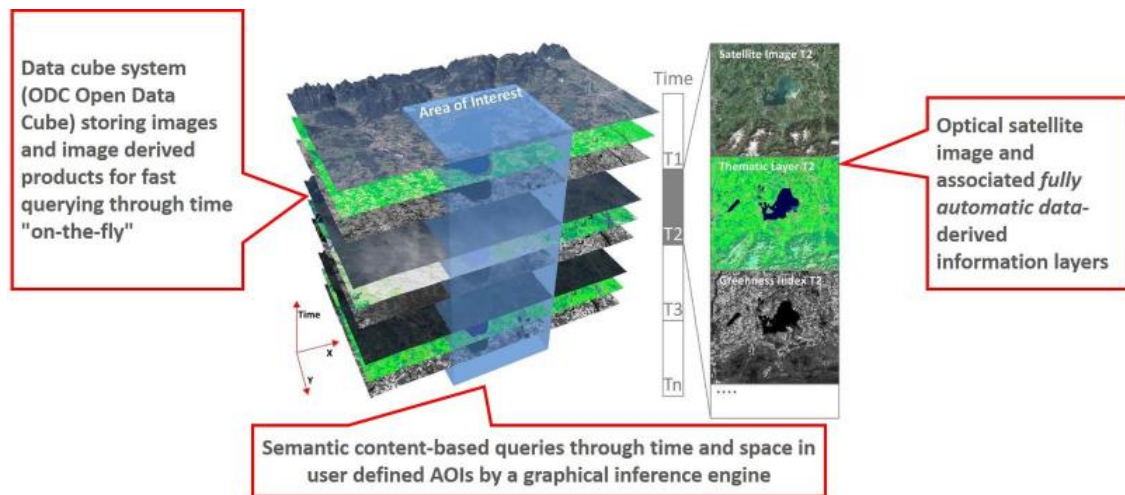 Data cube system
(ODC Open Data
Cube) storing images
and image derived
products for fast
querying through time
"on-the-fly"
Area of Interest
Time
X
Y
Time
T1
T2
T3
Tn
Satellite Image T2
Thematic Layer T2
Greenness Index T2
....
Optical satellite
image and
associated fully
automatic data-
derived
information layers
Semantic content-based queries through time and space in
user defined AOIs by a graphical inference engine